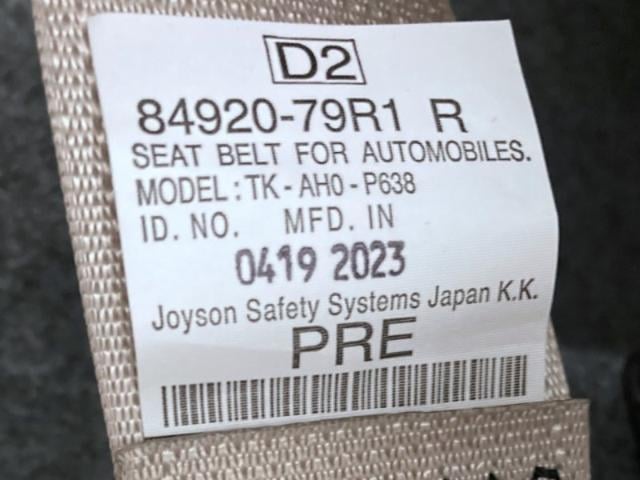 D2
84920-79R1 R
SEAT BELT FOR AUTOMOBILES.
MODEL : TK - AH0 - P638
ID. NO. MFD. IN
0419 2023
Joyson Safety Systems Japan K.K.
PRE